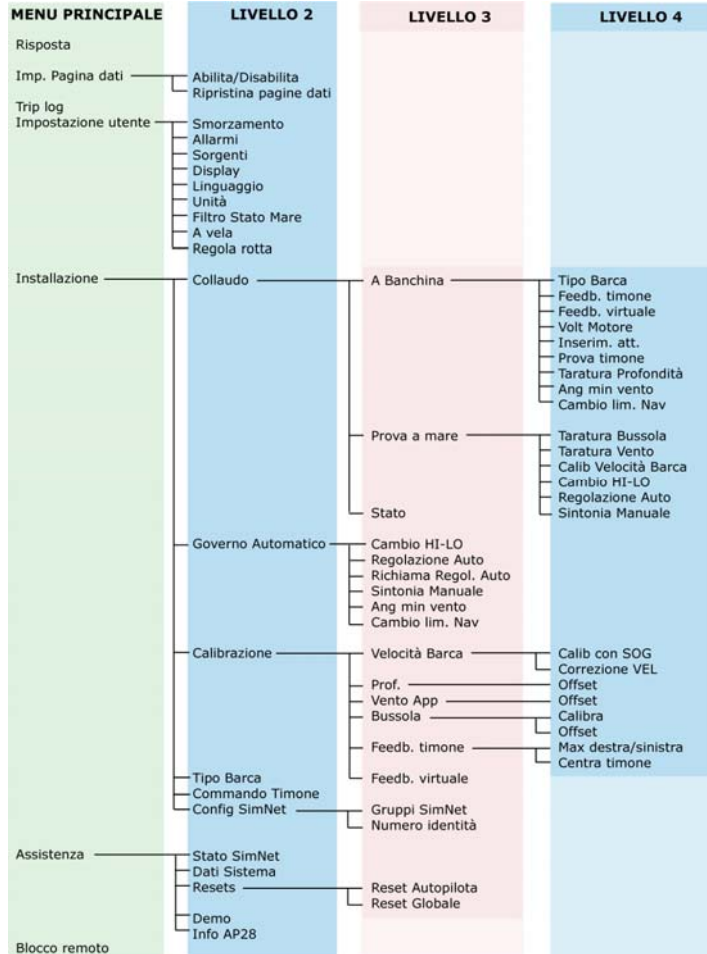 MENU PRINCIPALE LIVELLO 2 LIVELLO 3 LIVELLO 4
Risposta
Imp. Pagina dati Abilita/Disabilita
Ripristina pagine dati
Trip log
Impostazione utente Smorzamento
Allarmi
Sorgenti
Display
Linguaggio
Unità
Filtro Stato Mare
A vela
Regola rotta
Installazione Collaudo A Banchina Tipo Barca
Feedb. timone
Feedb. virtuale
Volt Motore
Inserim. att.
Prova timone
Taratura Profondità
Ang min vento
Cambio lim. Nav
Prova a mare Taratura Bussola
Taratura Vento
Calib Velocità Barca
Cambio HI-LO
Regolazione Auto
Stato Sintonia Manuale
Governo Automatico Cambio HI-LO
Regolazione Auto
Richiama Regol. Auto
Sintonia Manuale
Ang min vento
Cambio lim. Nav
Calibrazione Velocità Barca Calib con SOG
Correzione VEL
Prof. Offset
Vento App Offset
Bussola Calibra
Offset
Feedb. timone Max destra/sinistra
Centra timone
Tipo Barca Feedb. virtuale
Commando Timone
Config SimNet Gruppi SimNet
Numero identità
Assistenza Stato SimNet
Dati Sistema
Resets Reset Autopilota
Reset Globale
Demo
Info AP28
Blocco remoto